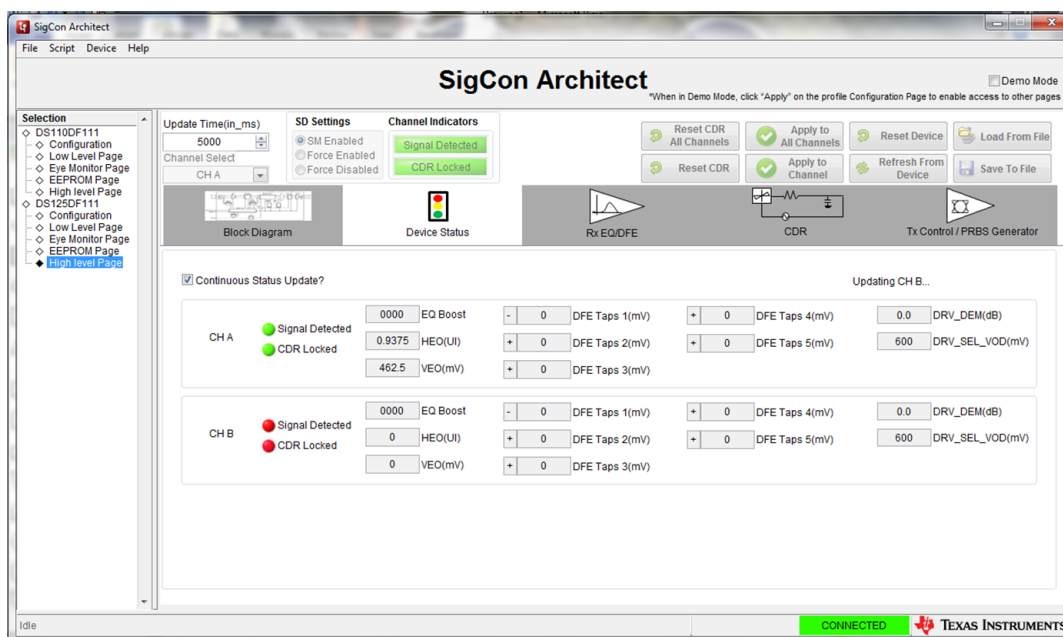 SigCon Architect
File Script Device Help
SigCon Architect
Demo Mode
*When in Demo Mode, click "Apply" on the profile Configuration Page to enable access to other pages
Selection
DS110DF111
Configuration
Low Level Page
Eye Monitor Page
EEPROM Page
High level Page
DS125DF111
Configuration
Low Level Page
Eye Monitor Page
EEPROM Page
High level Page
Update Time(in_ms)
5000
Channel Select
CH A
SD Settings
SM Enabled
Force Enabled
Force Disabled
Channel Indicators
Signal Detected
CDR Locked
Reset CDR
All Channels
Apply to
All Channels
Reset Device
Load From File
Reset CDR
Apply to
Channel
Refresh From
Device
Save To File
Block Diagram
Device Status
Rx EQ/DFE
CDR
Tx Control / PRBS Generator
Continuous Status Update?
Updating CH B...
CH A
Signal Detected
CDR Locked
0000 EQ Boost - 0 DFE Taps 1(mV) + 0 DFE Taps 4(mV) 0.0 DRV_DEM(dB)
0.9375 HEO(UI) + 0 DFE Taps 2(mV) + 0 DFE Taps 5(mV) 600 DRV_SEL_VOD(mV)
462.5 VEO(mV) + 0 DFE Taps 3(mV)
CH B
Signal Detected
CDR Locked
0000 EQ Boost - 0 DFE Taps 1(mV) + 0 DFE Taps 4(mV) 0.0 DRV_DEM(dB)
0 HEO(UI) + 0 DFE Taps 2(mV) + 0 DFE Taps 5(mV) 600 DRV_SEL_VOD(mV)
0 VEO(mV) + 0 DFE Taps 3(mV)
Idle
CONNECTED
TEXAS INSTRUMENTS